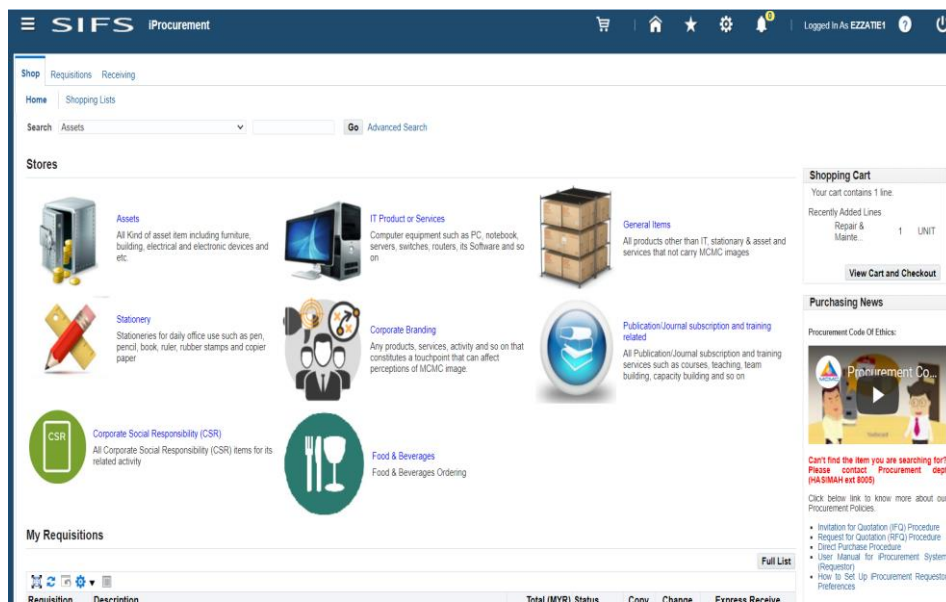 SIFS iProcurement
0
Logged In As EZZATIE1 ?
Shop Requisitions Receiving
Home Shopping Lists
Search Assets Go Advanced Search
Stores
Assets
All Kind of asset item including furniture,
building, electrical and electronic devices and
etc.
IT Product or Services
Computer equipment such as PC, notebook,
servers, switches, routers, its Software and so
on
General Items
All products other than IT, stationary & asset and
services that not carry MCMC images
Stationery
Stationeries for daily office use such as pen,
pencil, book, ruler, rubber stamps and copier
paper
Corporate Branding
Any products, services, activity and so on that
constitutes a touchpoint that can affect
perceptions of MCMC image.
Publication/Journal subscription and training
related
All Publication/Journal subscription and training
services such as courses, teaching, team
building, capacity building and so on
CSR
Corporate Social Responsibility (CSR)
All Corporate Social Responsibility (CSR) items for its
related activity
Food & Beverages
Food & Beverages Ordering
My Requisitions
Full List
Requisition Description Total (MYR) Status Copy Change Express Receive
Shopping Cart
Your cart contains 1 line.
Recently Added Lines
Repair &
Mainte... 1 UNIT
View Cart and Checkout
Purchasing News
Procurement Code Of Ethics:
MCMC
Procurement Co...
Can't find the item you are searching for?
Please contact Procurement dept
(HASIMAH ext 8005)
Click below link to know more about our
Procurement Policies.
Invitation for Quotation (IFQ) Procedure
Request for Quotation (RFQ) Procedure
Direct Purchase Procedure
User Manual for iProcurement System
(Requestor)
How to Set Up iProcurement Requestor
Preferences